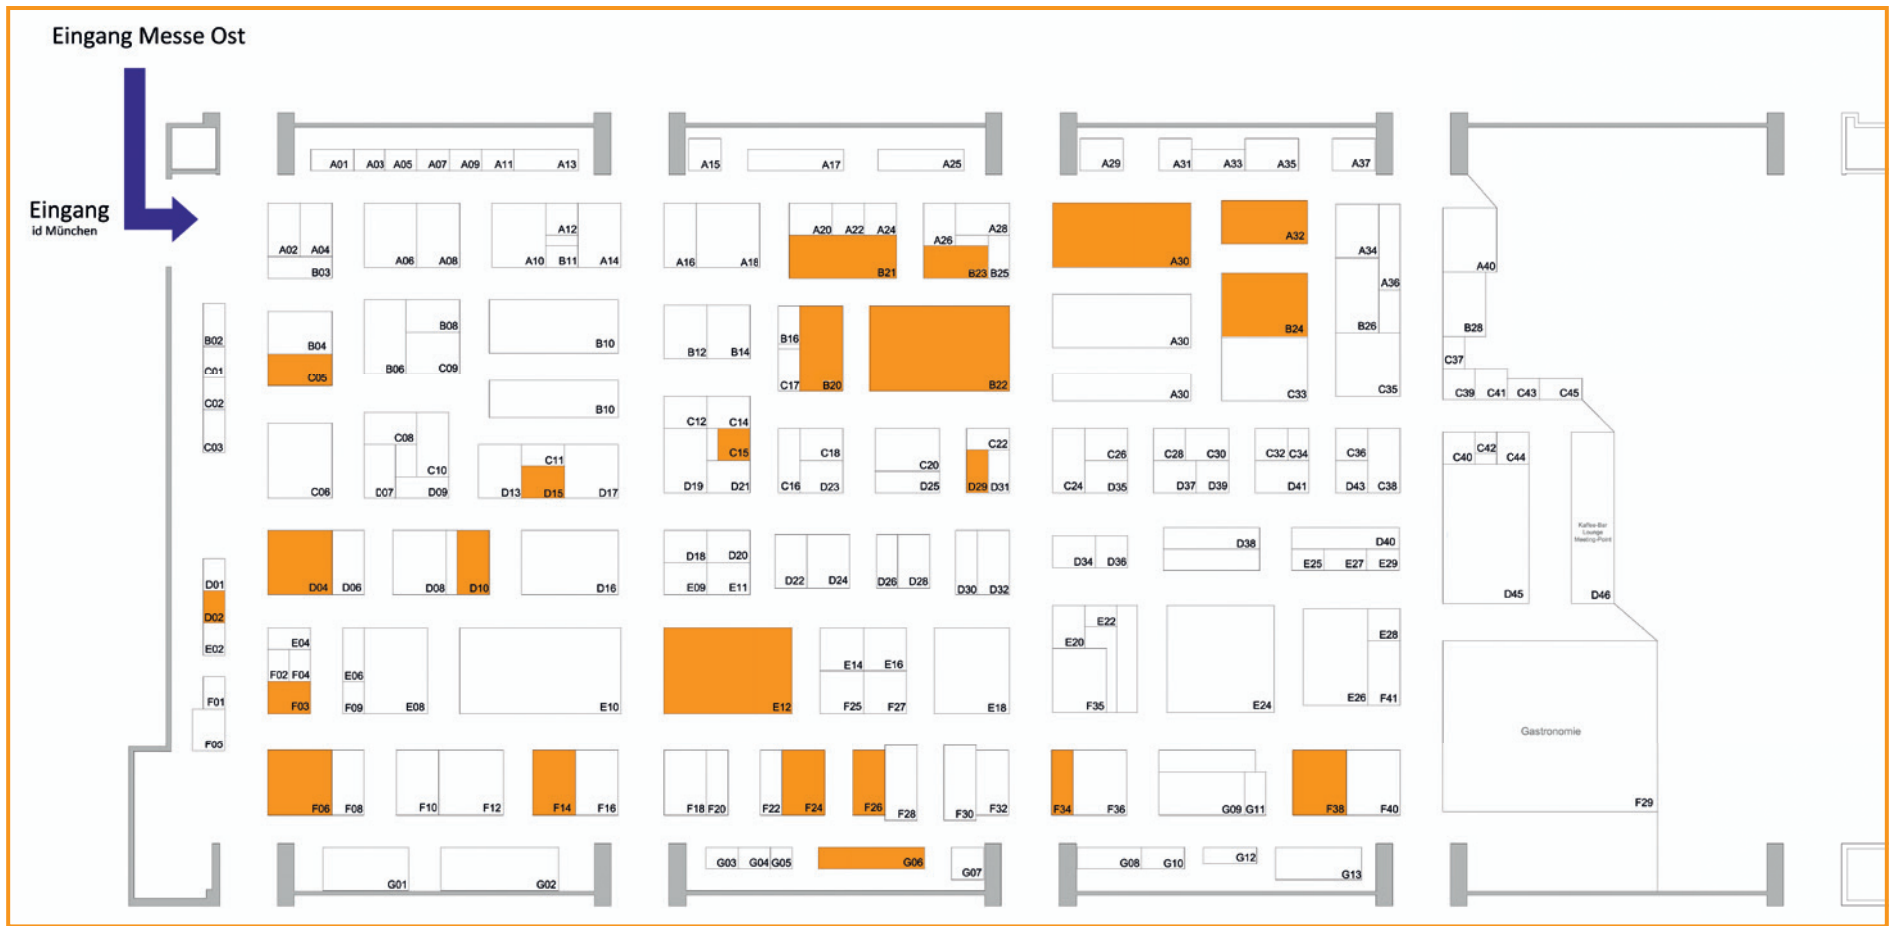 Eingang Messe Ost
Eingang
id München
A01 A03 A05 A07 A09 A11 A13
A15 A17 A25
A29 A31 A33 A35 A37
A02 A04 B03
A06 A08
A12 A10 B11 A14
A16 A18
A20 A22 A24 B21
A26 A28 B23 B25
A30
A32
A34 A36 B26 C35
A40 B28
B02 C01 C02 C03
B04 C05
B08 B06 C09
B10
B12 B14
B16 C17 B20
B22
A30
B24 C33
C37 C39 C41 C43 C45
B10
A30
C06
C08 C10 D07 D09
C11 D13 D15 D17
C12 C14 C15 D19 D21
C18 C16 D23
C20 D25
C22 D29 D31
C26 C24 D35
C28 C30 D37 D39
C32 C34 D41
C36 D43 C38
C40 C42 C44 D45
Kaffee-Bar
Lounge
Meeting-Point
D46
D01 D02 E02
D04 D06
D08 D10
D16
D18 D20 E09 E11
D22 D24
D26 D28
D30 D32
D34 D36
D38
D40 E25 E27 E29
F01 F05
E04 F02 F04 F03
E06 F09 E08
E10
E12
E14 E16 F25 F27
E18
E20 E22 F35
E24
E28 E26 F41
Gastronomie
F29
F06 F08
F10 F12
F14 F16
F18 F20
F22 F24
F26 F28
F30 F32
F34 F36
G09 G11
F38 F40
G01 G02
G03 G04 G05 G06 G07
G08 G10 G12 G13